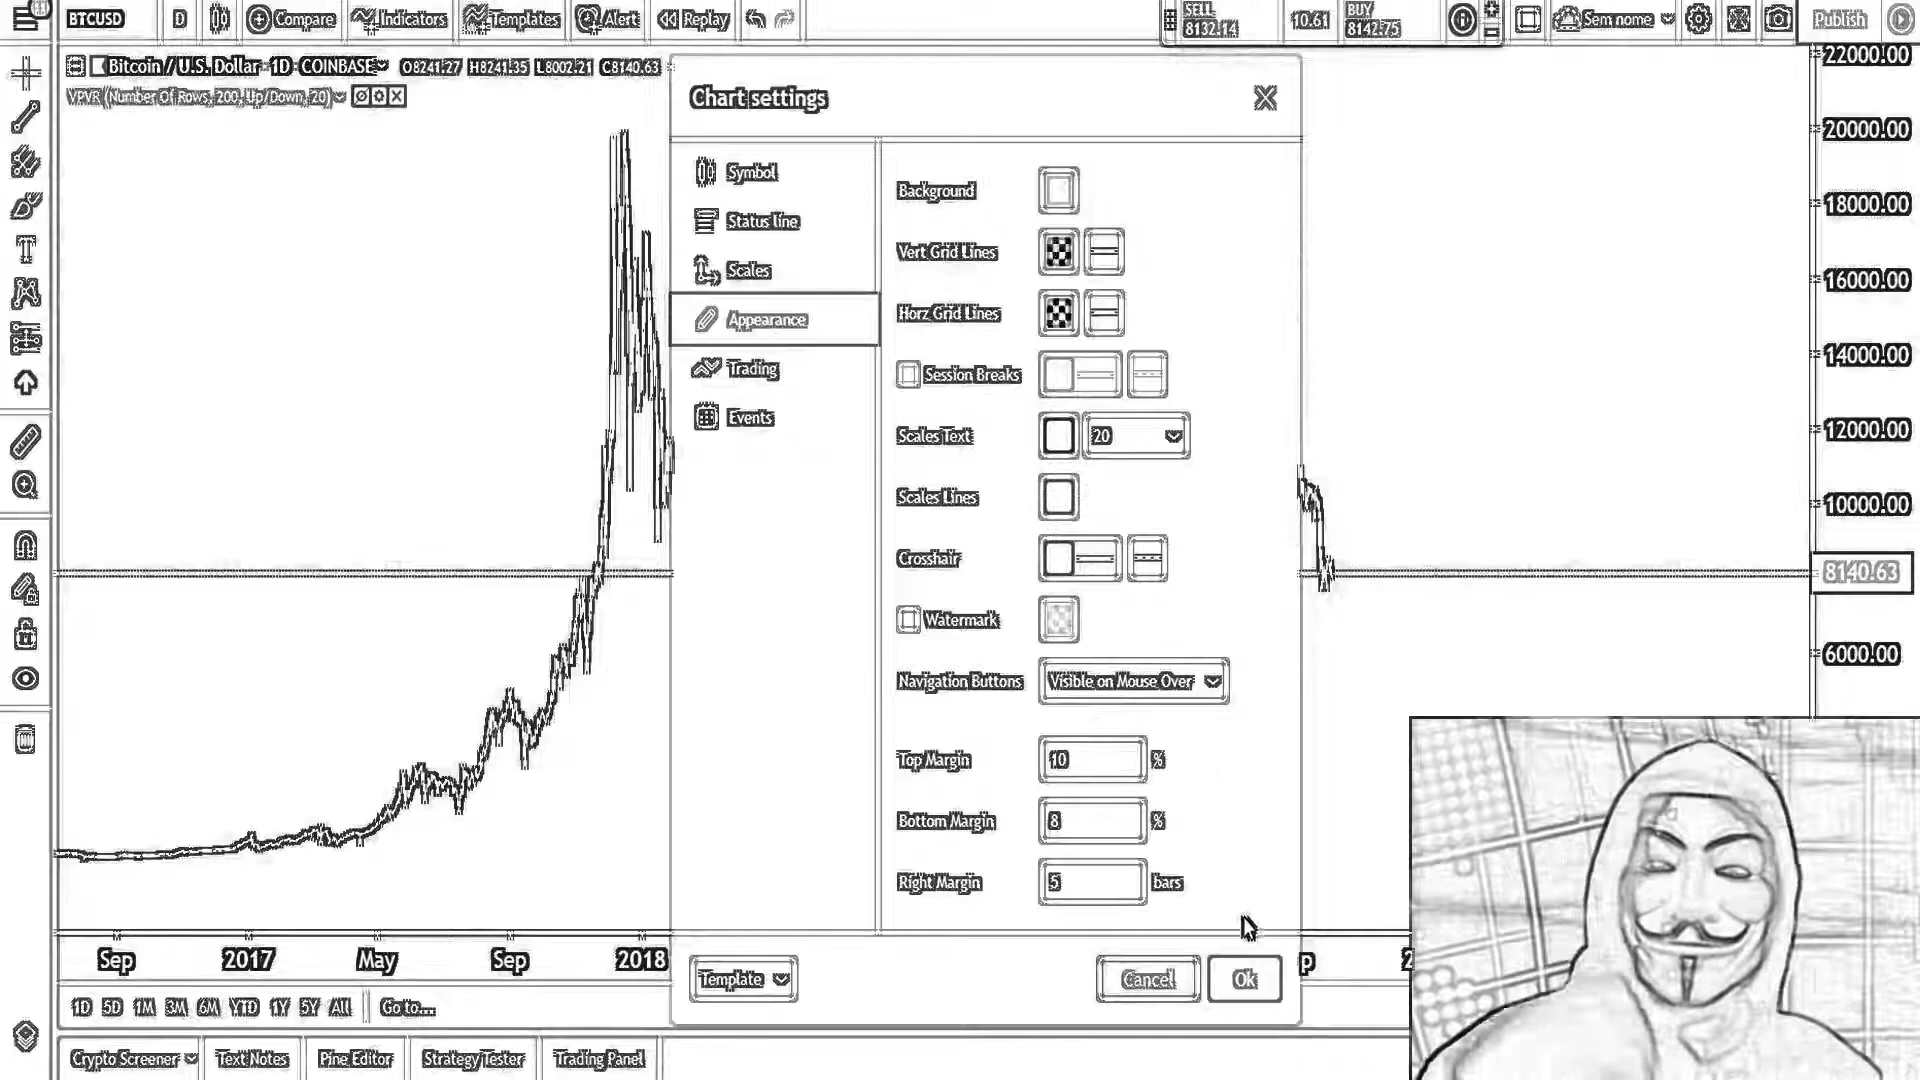 BTCUSD D Compare Indicators Templates Alert Replay SELL 8132.14 10.61 BUY 8142.75 Sem nome Publish
Bitcoin / U.S. Dollar 1D COINBASE O8241.27 H8241.35 L8002.21 C8140.63
VPVR (Number Of Rows, 200, Up/Down, 20)
Chart settings
Symbol
Status line
Scales
Appearance
Trading
Events
Background
Vert Grid Lines
Horz Grid Lines
Session Breaks
Scales Text 20
Scales Lines
Crosshair
Watermark
Navigation Buttons Visible on Mouse Over
Top Margin 10 %
Bottom Margin 8 %
Right Margin 5 bars
Template Cancel Ok
22000.00
20000.00
18000.00
16000.00
14000.00
12000.00
10000.00
8140.63
6000.00
Sep 2017 May Sep 2018
1D 5D 1M 3M 6M YTD 1Y 5Y All Go to...
Crypto Screener Text Notes Pine Editor Strategy Tester Trading Panel